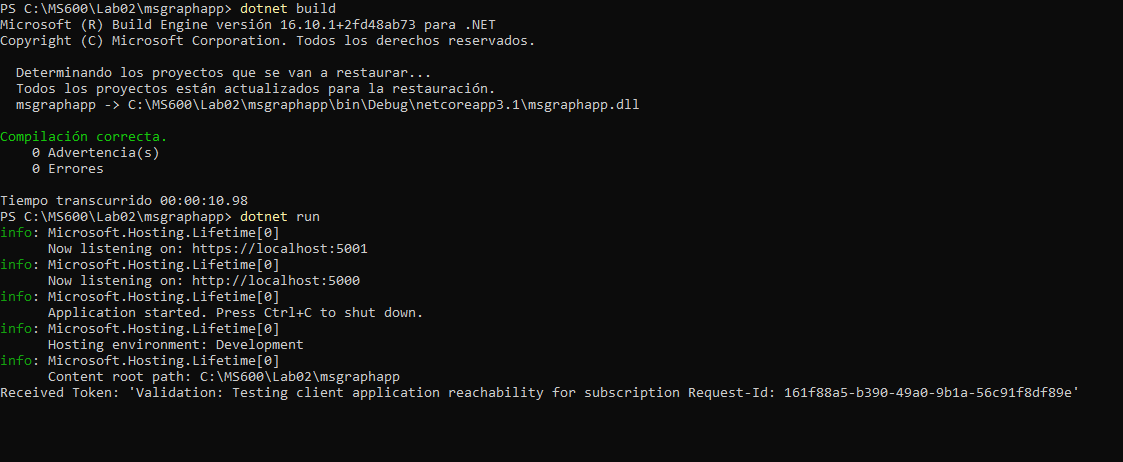 PS C:\MS600\Lab02\msgraphapp> dotnet build
Microsoft (R) Build Engine versión 16.10.1+2fd48ab73 para .NET
Copyright (C) Microsoft Corporation. Todos los derechos reservados.
Determinando los proyectos que se van a restaurar...
Todos los proyectos están actualizados para la restauración.
msgraphapp -> C:\MS600\Lab02\msgraphapp\bin\Debug\netcoreapp3.1\msgraphapp.dll
Compilación correcta.
0 Advertencia(s)
0 Errores
Tiempo transcurrido 00:00:10.98
PS C:\MS600\Lab02\msgraphapp> dotnet run
info: Microsoft.Hosting.Lifetime[0]
Now listening on: https://localhost:5001
info: Microsoft.Hosting.Lifetime[0]
Now listening on: http://localhost:5000
info: Microsoft.Hosting.Lifetime[0]
Application started. Press Ctrl+C to shut down.
info: Microsoft.Hosting.Lifetime[0]
Hosting environment: Development
info: Microsoft.Hosting.Lifetime[0]
Content root path: C:\MS600\Lab02\msgraphapp
Received Token: 'Validation: Testing client application reachability for subscription Request-Id: 161f88a5-b390-49a0-9b1a-56c91f8df89e'